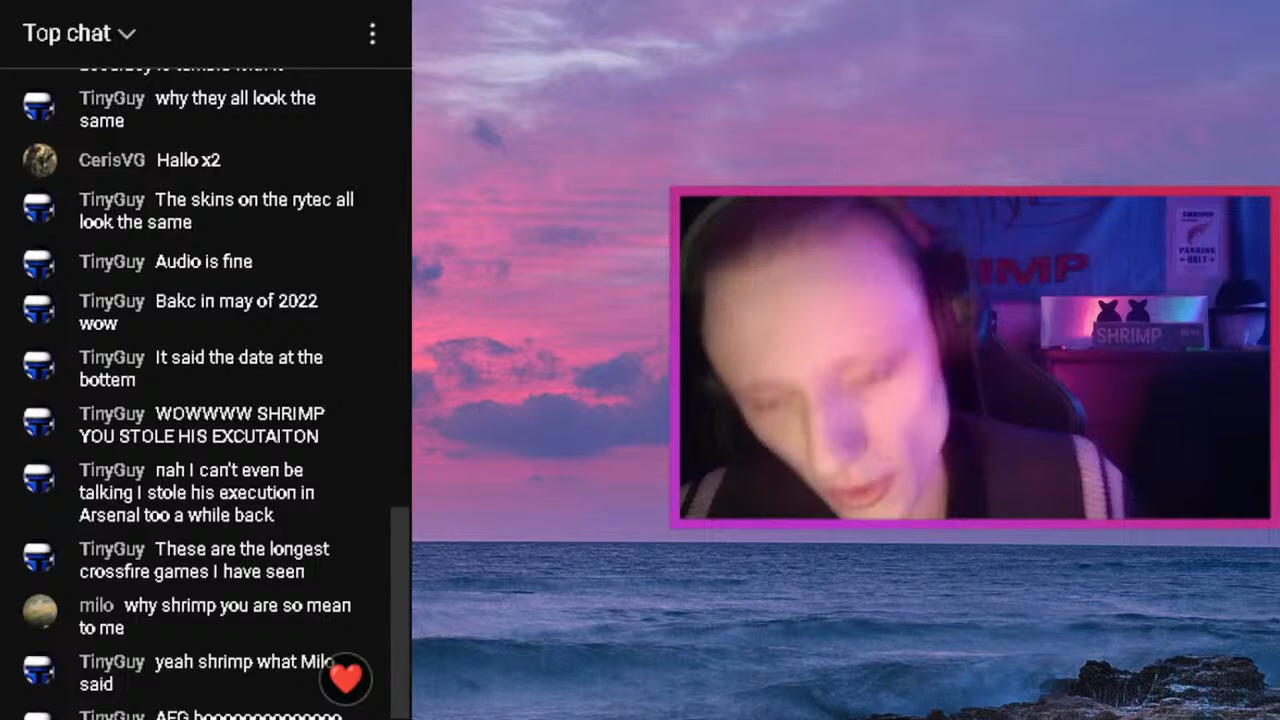 Top chat
TinyGuy why they all look the
same
CerisVG Hallo x2
TinyGuy The skins on the rytec all
look the same
TinyGuy Audio is fine
TinyGuy Bakc in may of 2022
wow
TinyGuy It said the date at the
bottem
TinyGuy WOWWWW SHRIMP
YOU STOLE HIS EXCUTAITON
TinyGuy nah I can't even be
talking I stole his execution in
Arsenal too a while back
TinyGuy These are the longest
crossfire games I have seen
milo why shrimp you are so mean
to me
TinyGuy yeah shrimp what Milo
said
TinyGuy
SHRIMP
PARKING
ONLY
IMP
SHRIMP